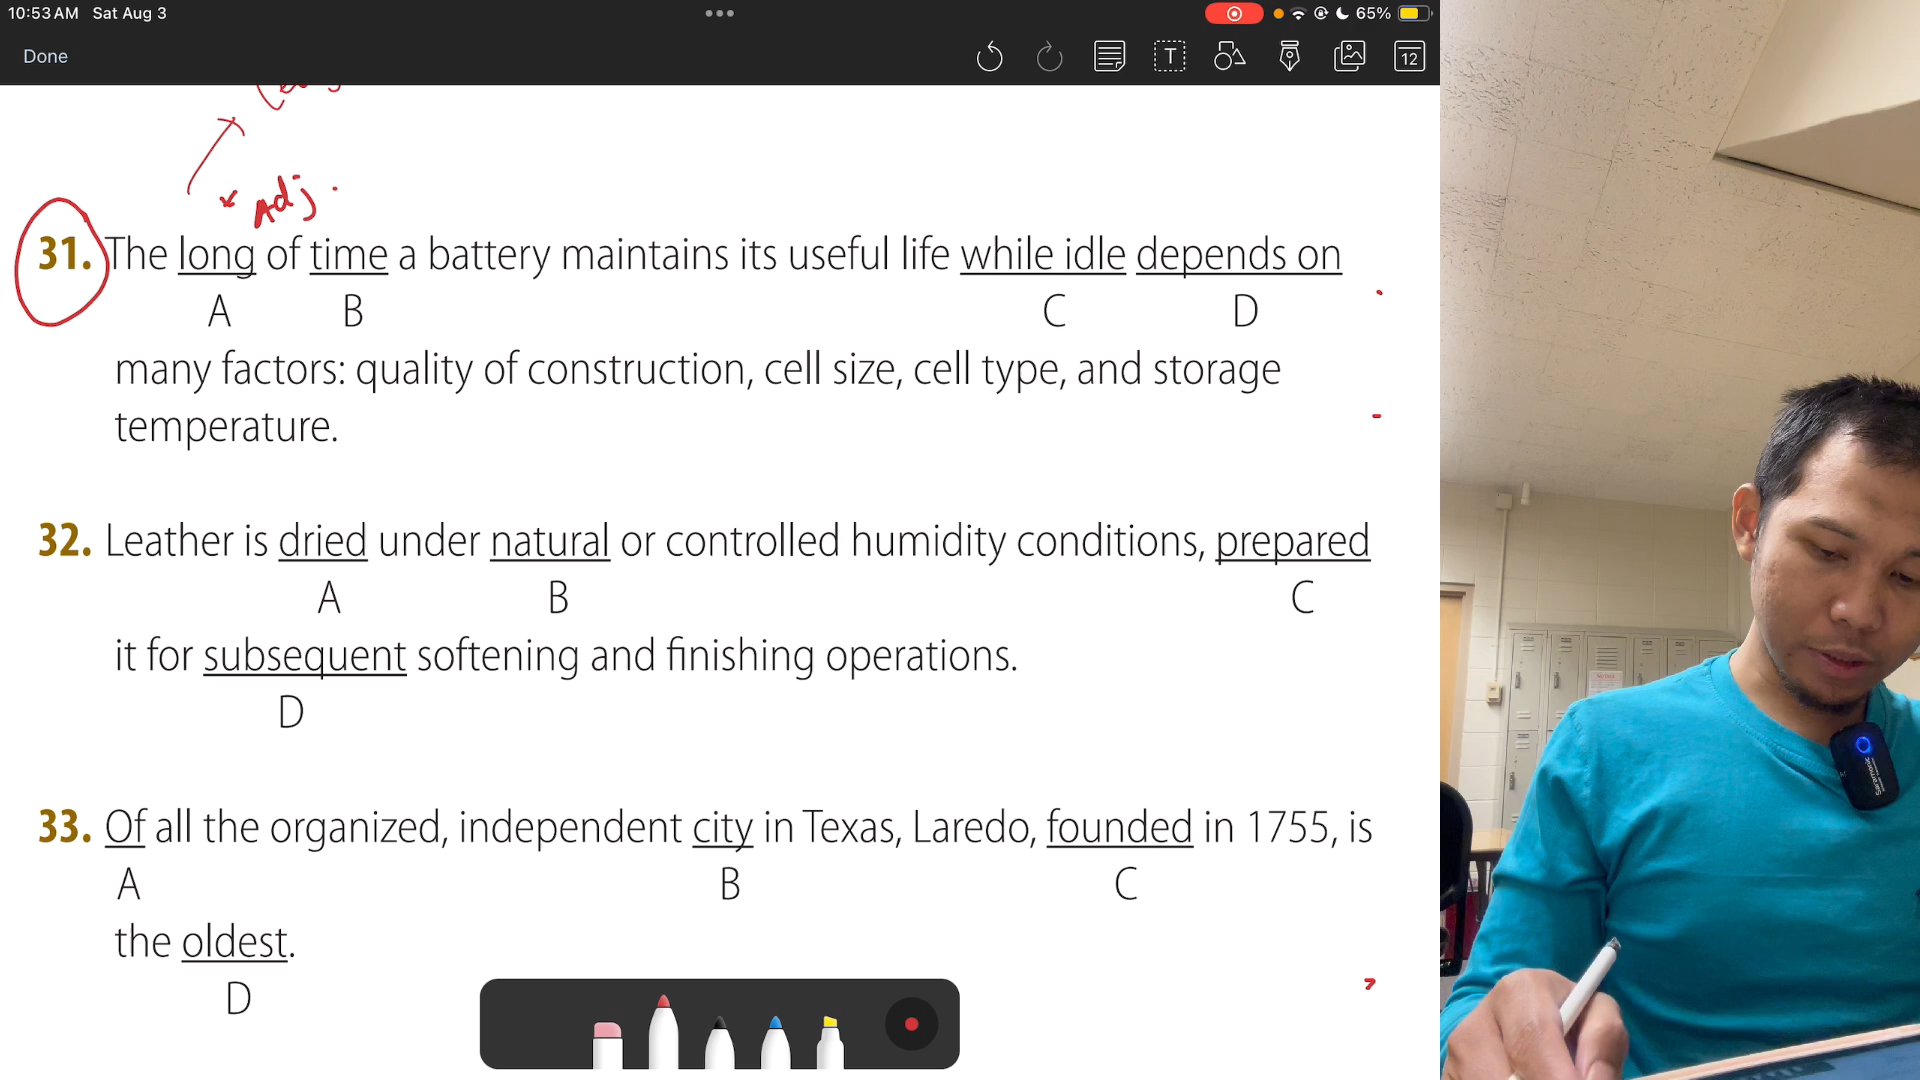 10:53 AM Sat Aug 3
65%
Done
T
12
Adj.
31. The long of time a battery maintains its useful life while idle depends on
A B C D
many factors: quality of construction, cell size, cell type, and storage
temperature.
32. Leather is dried under natural or controlled humidity conditions, prepared
A B C
it for subsequent softening and finishing operations.
D
33. Of all the organized, independent city in Texas, Laredo, founded in 1755, is
A B C
the oldest.
D
Saramonic